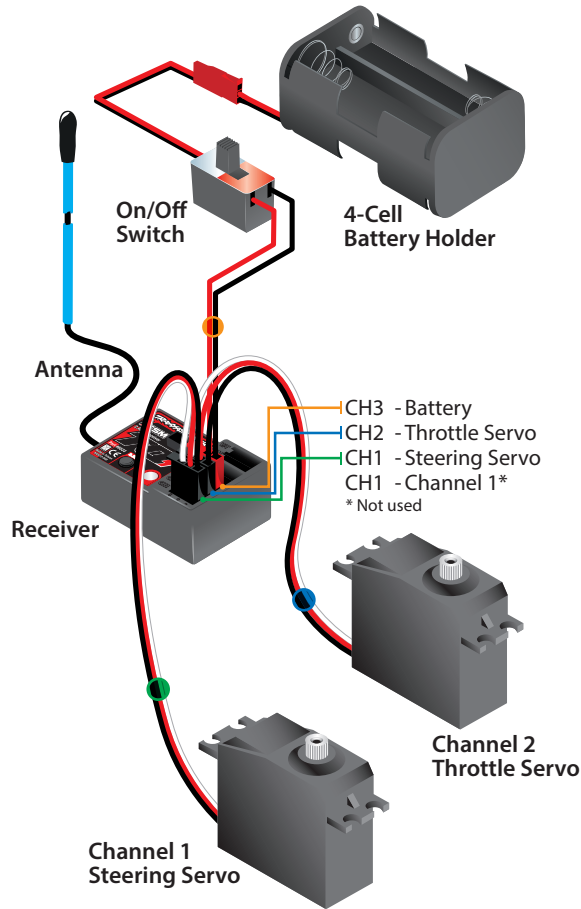 On/Off
Switch
4-Cell
Battery Holder
Antenna
CH3 - Battery
CH2 - Throttle Servo
CH1 - Steering Servo
CH1 - Channel 1*
* Not used
Receiver
Channel 2
Throttle Servo
Channel 1
Steering Servo